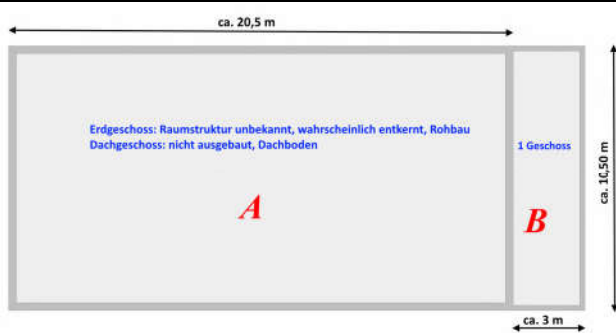 ca. 20,5 m
Erdgeschoss: Raumstruktur unbekannt, wahrscheinlich entkernt, Rohbau
Dachgeschoss: nicht ausgebaut, Dachboden
1 Geschoss
A
B
ca. 10,50 m
ca. 3 m